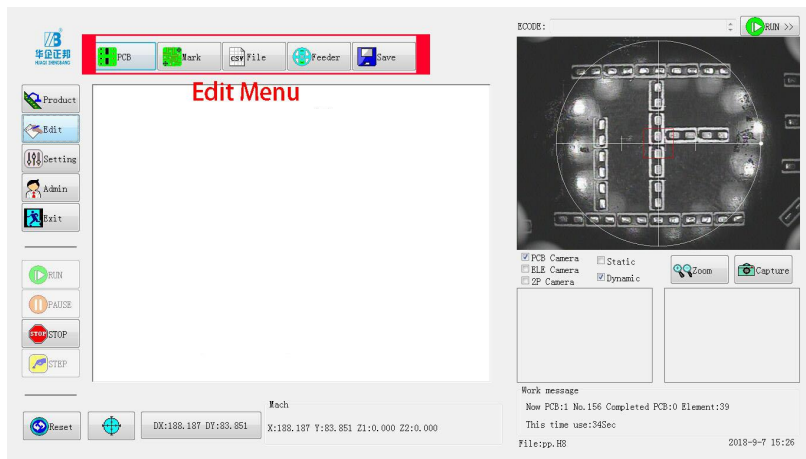 ECODE:
RUN >>
华企正邦
HUAQI ZHENGBANG
PCB
Mark
csv File
Feeder
Save
Edit Menu
Product
Edit
Setting
Admin
Exit
RUN
PAUSE
STOP STOP
STEP
PCB Camera
ELE Camera
2P Camera
Static
Dynamic
Zoom
Capture
Work message
Now PCB:1 No.156 Completed PCB:0 Element:39
This time use:34Sec
Reset
DX:188.187 DY:83.851
Mach
X:188.187 Y:83.851 Z1:0.000 Z2:0.000
File:pp.H8
2018-9-7 15:26